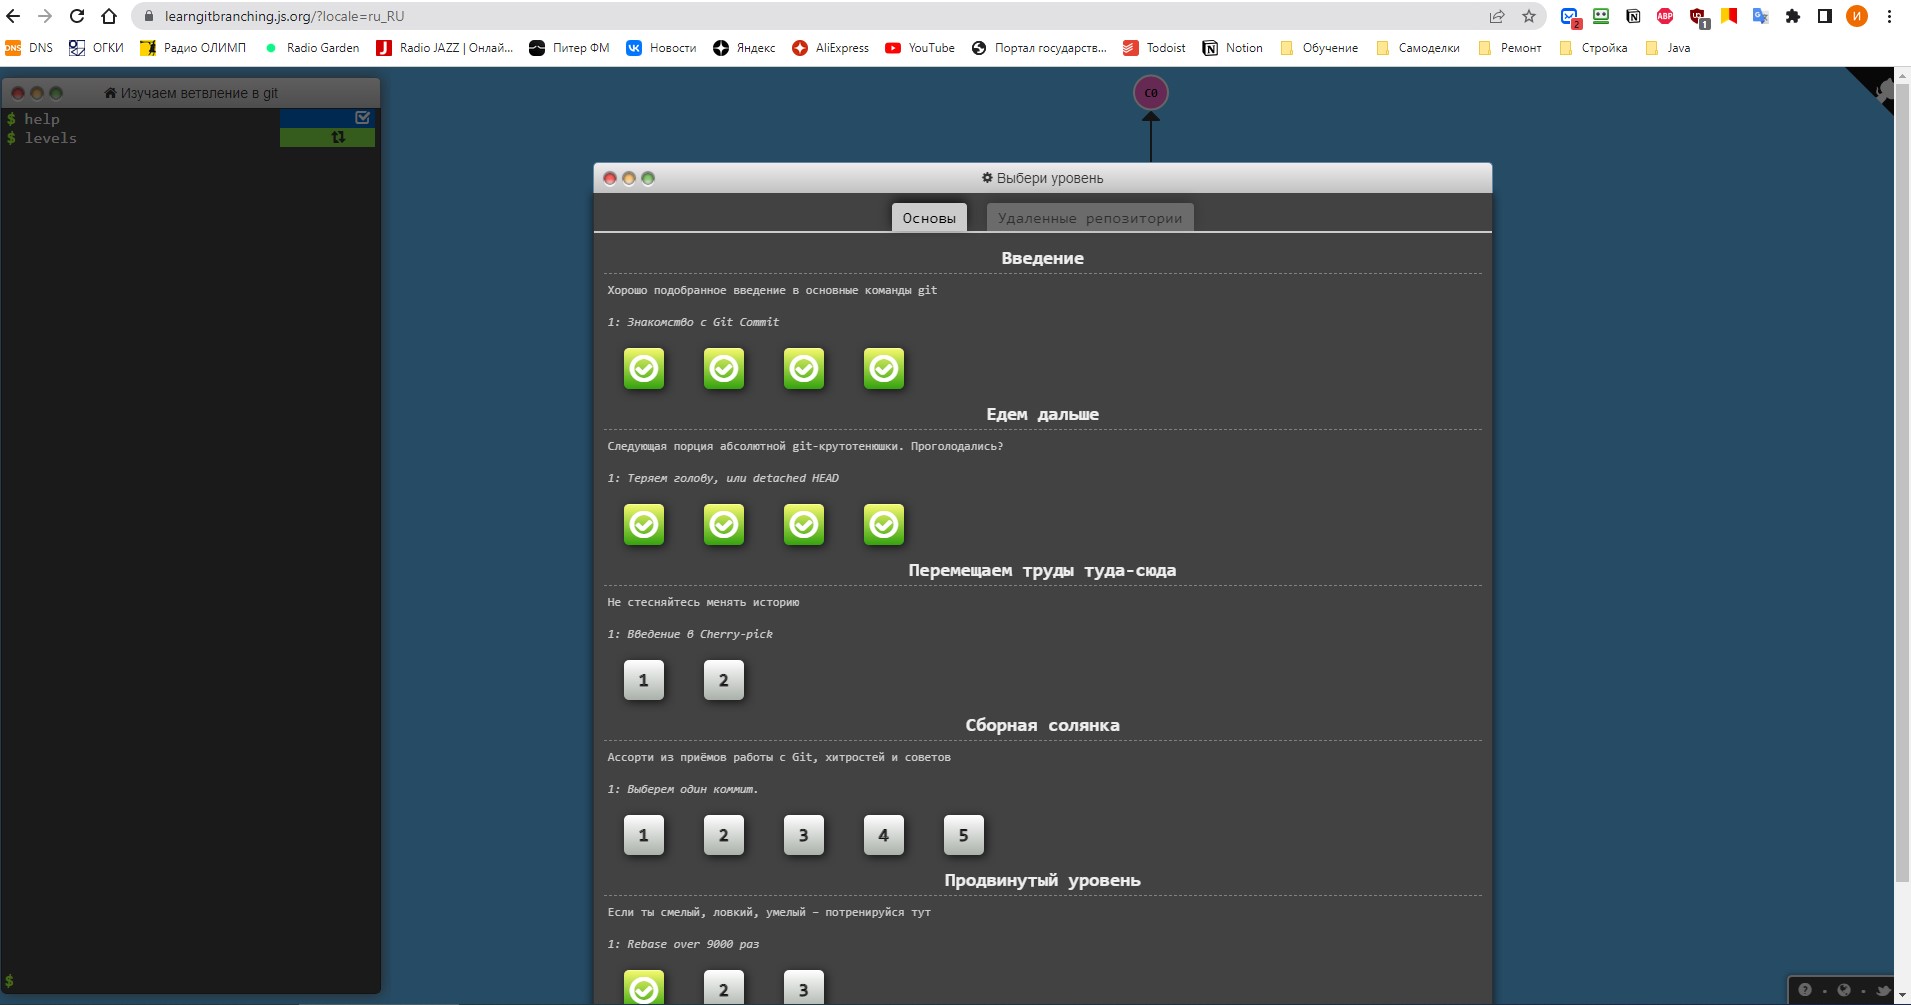 learngitbranching.js.org/?locale=ru_RU
2
ABP
1
И
DNS DNS ОГКИ Радио ОЛИМП Radio Garden J Radio JAZZ | Онлай... Питер ФМ Новости Яндекс AliExpress YouTube Портал государств... Todoist Notion Обучение Самоделки Ремонт Стройка Java
Изучаем ветвление в git
$ help
$ levels
$
C0
Выбери уровень
Основы Удаленные репозитории
Введение
Хорошо подобранное введение в основные команды git
1: Знакомство с Git Commit
Едем дальше
Следующая порция абсолютной git-крутотенюшки. Проголодались?
1: Теряем голову, или detached HEAD
Перемещаем труды туда-сюда
Не стесняйтесь менять историю
1: Введение в Cherry-pick
1 2
Сборная солянка
Ассорти из приёмов работы с Git, хитростей и советов
1: Выберем один коммит.
1 2 3 4 5
Продвинутый уровень
Если ты смелый, ловкий, умелый – потренируйся тут
1: Rebase over 9000 раз
2 3